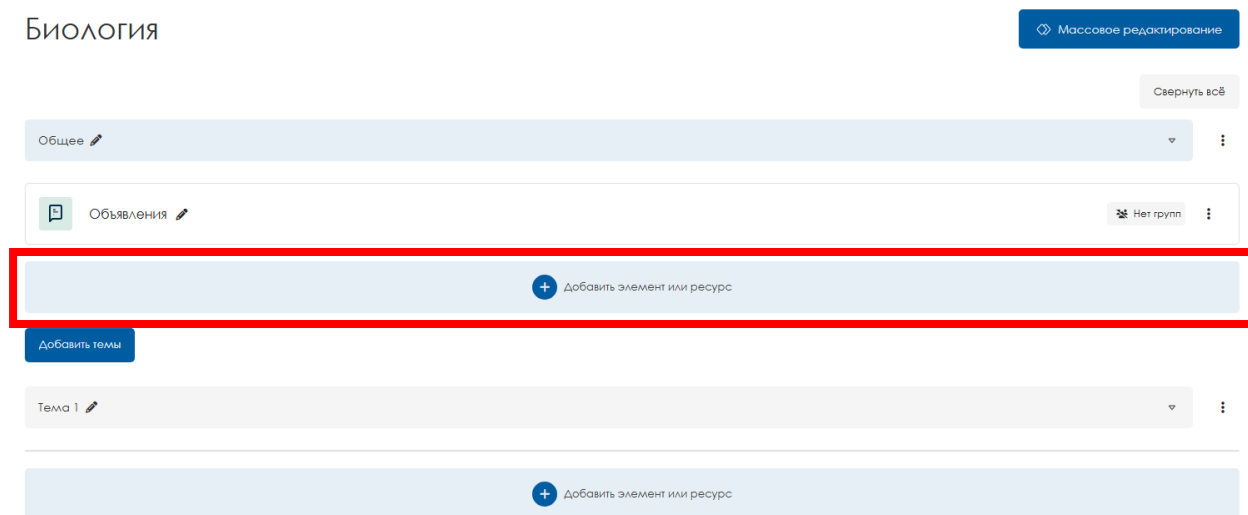 Биология
Массовое редактирование
Свернуть всё
Общее
Объявления
Нет групп
Добавить элемент или ресурс
Добавить темы
Тема 1
Добавить элемент или ресурс